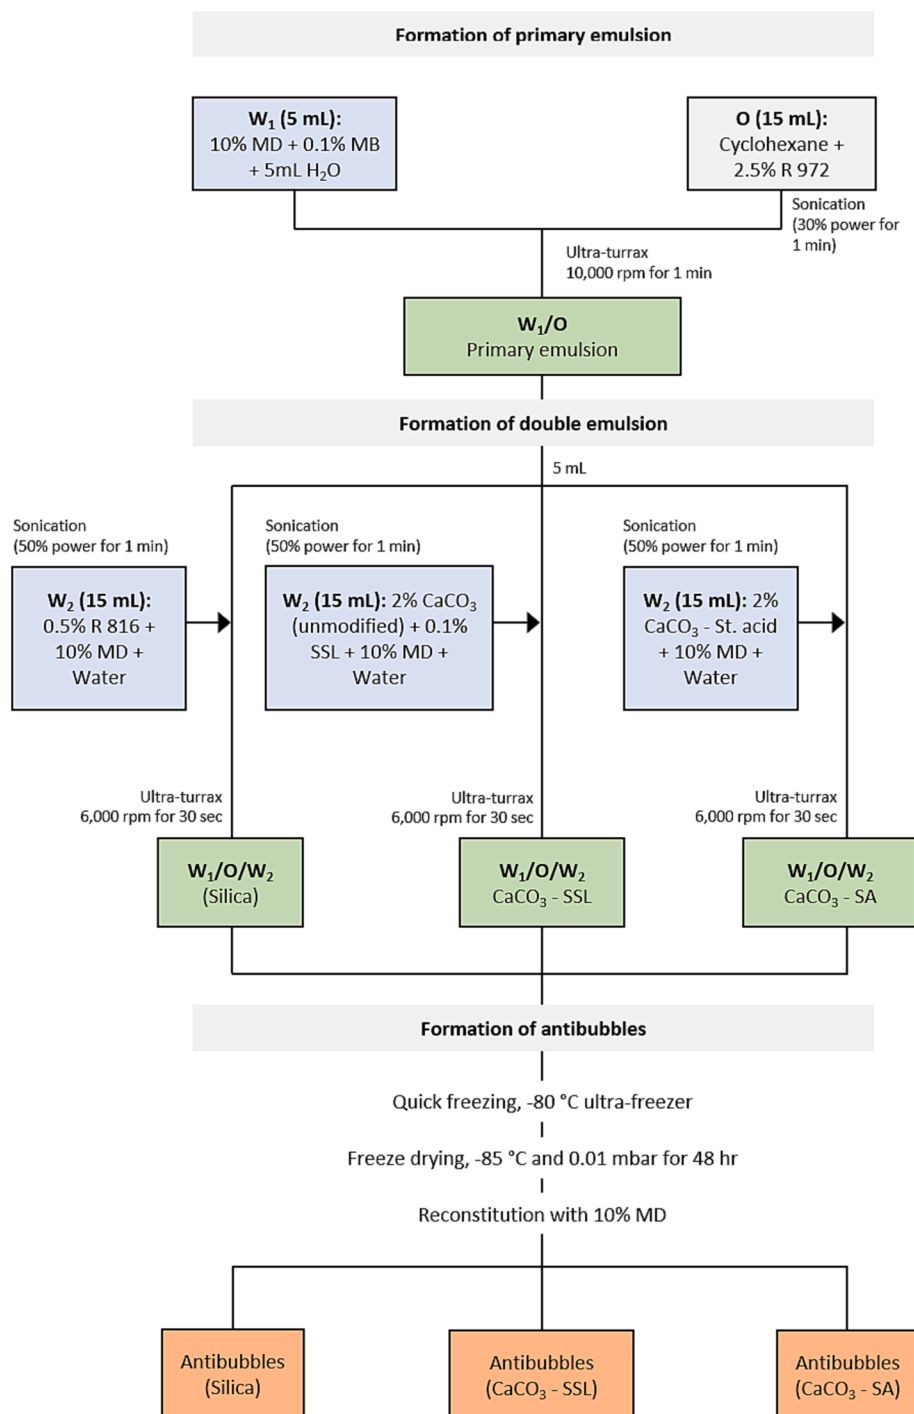 Formation of primary emulsion
W₁ (5 mL):
10% MD + 0.1% MB
+ 5mL H₂O
O (15 mL):
Cyclohexane +
2.5% R 972
Sonication
(30% power for
1 min)
Ultra-turrax
10,000 rpm for 1 min
W₁/O
Primary emulsion
Formation of double emulsion
5 mL
Sonication
(50% power for 1 min)
W₂ (15 mL):
0.5% R 816 +
10% MD +
Water
Sonication
(50% power for 1 min)
W₂ (15 mL): 2% CaCO₃
(unmodified) + 0.1%
SSL + 10% MD +
Water
Sonication
(50% power for 1 min)
W₂ (15 mL): 2%
CaCO₃ - St. acid
+ 10% MD +
Water
Ultra-turrax
6,000 rpm for 30 sec
Ultra-turrax
6,000 rpm for 30 sec
Ultra-turrax
6,000 rpm for 30 sec
W₁/O/W₂
(Silica)
W₁/O/W₂
CaCO₃ - SSL
W₁/O/W₂
CaCO₃ - SA
Formation of antibubbles
Quick freezing, -80 °C ultra-freezer
Freeze drying, -85 °C and 0.01 mbar for 48 hr
Reconstitution with 10% MD
Antibubbles
(Silica)
Antibubbles
(CaCO₃ - SSL)
Antibubbles
(CaCO₃ - SA)